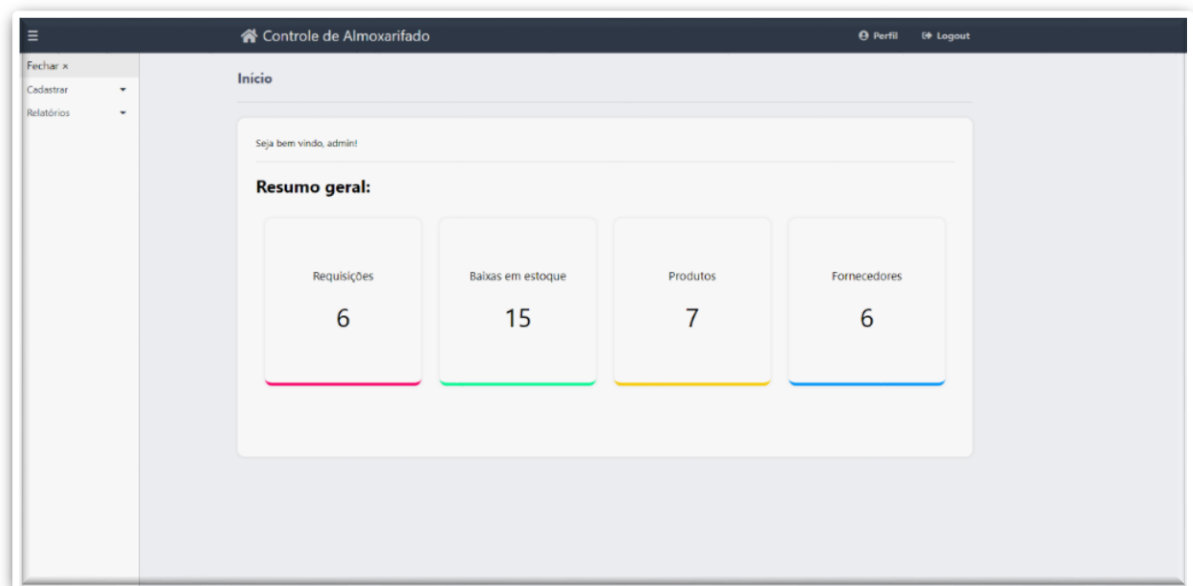 ☰ Controle de Almoxarifado Perfil Logout
Fechar ×
Cadastrar
Relatórios
Início
Seja bem vindo, admin!
Resumo geral:
Requisições Baixas em estoque Produtos Fornecedores
6 15 7 6